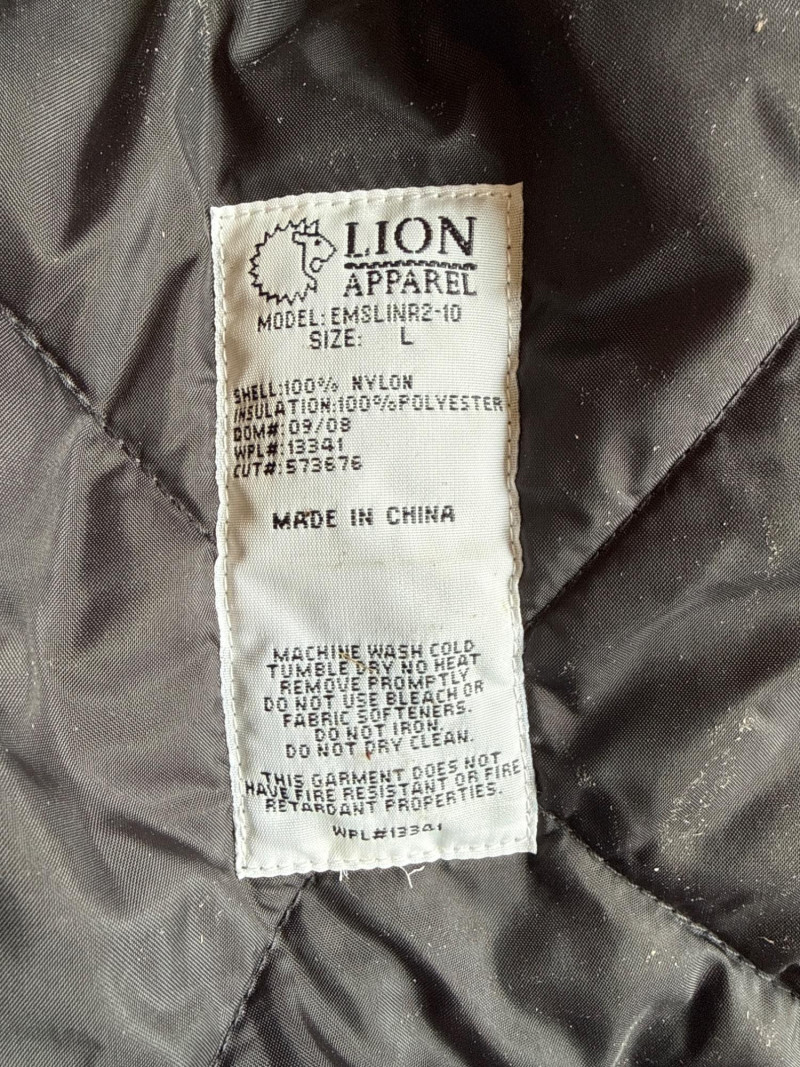 LION
APPAREL
MODEL:EMSLINR2-10
SIZE: L
SHELL:100% NYLON
INSULATION:100%POLYESTER
DOM#:09/08
WPL#:13341
CUT#:573676
MADE IN CHINA
MACHINE WASH COLD
TUMBLE DRY NO HEAT
REMOVE PROMPTLY
DO NOT USE BLEACH OR
FABRIC SOFTENERS.
DO NOT IRON.
DO NOT DRY CLEAN.
THIS GARMENT DOES NOT
HAVE FIRE RESISTANT OR FIRE
RETARDANT PROPERTIES.
WPL#13341